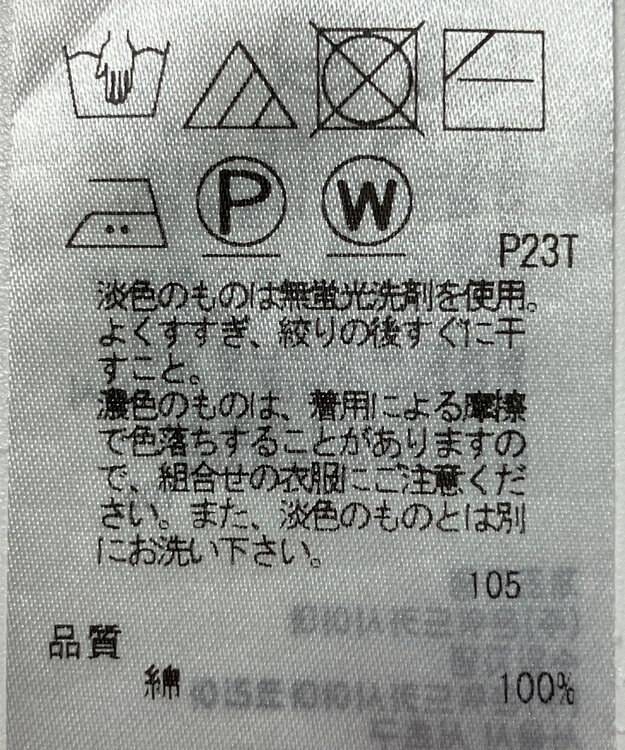 P W P23T
淡色のものは無蛍光洗剤を使用。
よくすすぎ、絞りの後すぐに干
すこと。
濃色のものは、着用による摩擦
で色落ちすることがありますの
で、組合せの衣服にご注意くだ
さい。また、淡色のものとは別
にお洗い下さい。
105
品質
綿 100%